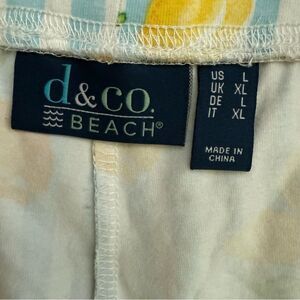 d&co.
BEACH®
US L
UK XL
DE L
IT XL
MADE IN
CHINA